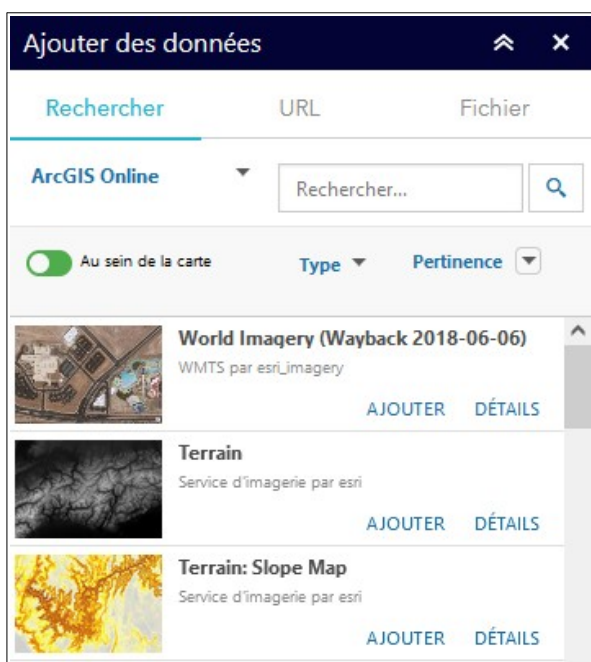 Ajouter des données
Rechercher URL Fichier
ArcGIS Online Rechercher...
Au sein de la carte Type Pertinence
World Imagery (Wayback 2018-06-06)
WMTS par esri_imagery
AJOUTER DÉTAILS
Terrain
Service d'imagerie par esri
AJOUTER DÉTAILS
Terrain: Slope Map
Service d'imagerie par esri
AJOUTER DÉTAILS